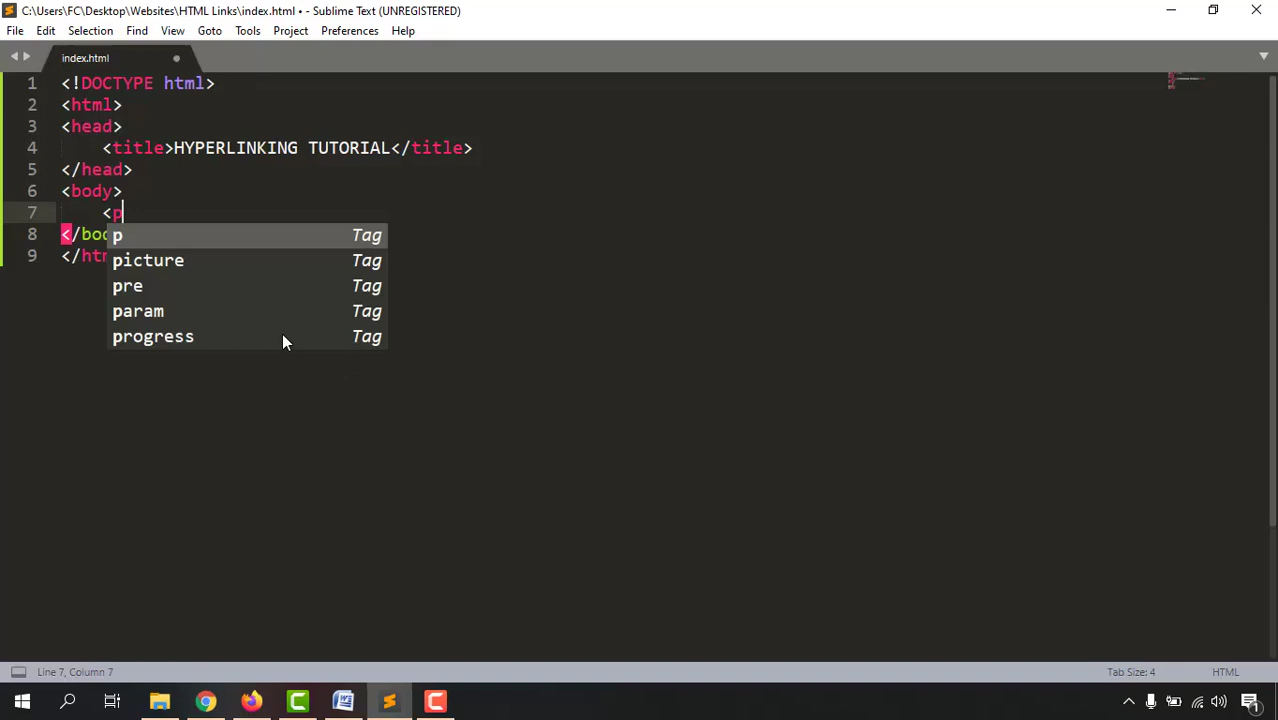 C:\Users\FC\Desktop\Websites\HTML Links\index.html • - Sublime Text (UNREGISTERED)
File Edit Selection Find View Goto Tools Project Preferences Help
index.html
1 <!DOCTYPE html>
2 <html>
3 <head>
4 <title>HYPERLINKING TUTORIAL</title>
5 </head>
6 <body>
7 <p
8 </bod
9 </htm
p Tag
picture Tag
pre Tag
param Tag
progress Tag
Line 7, Column 7
Tab Size: 4
HTML